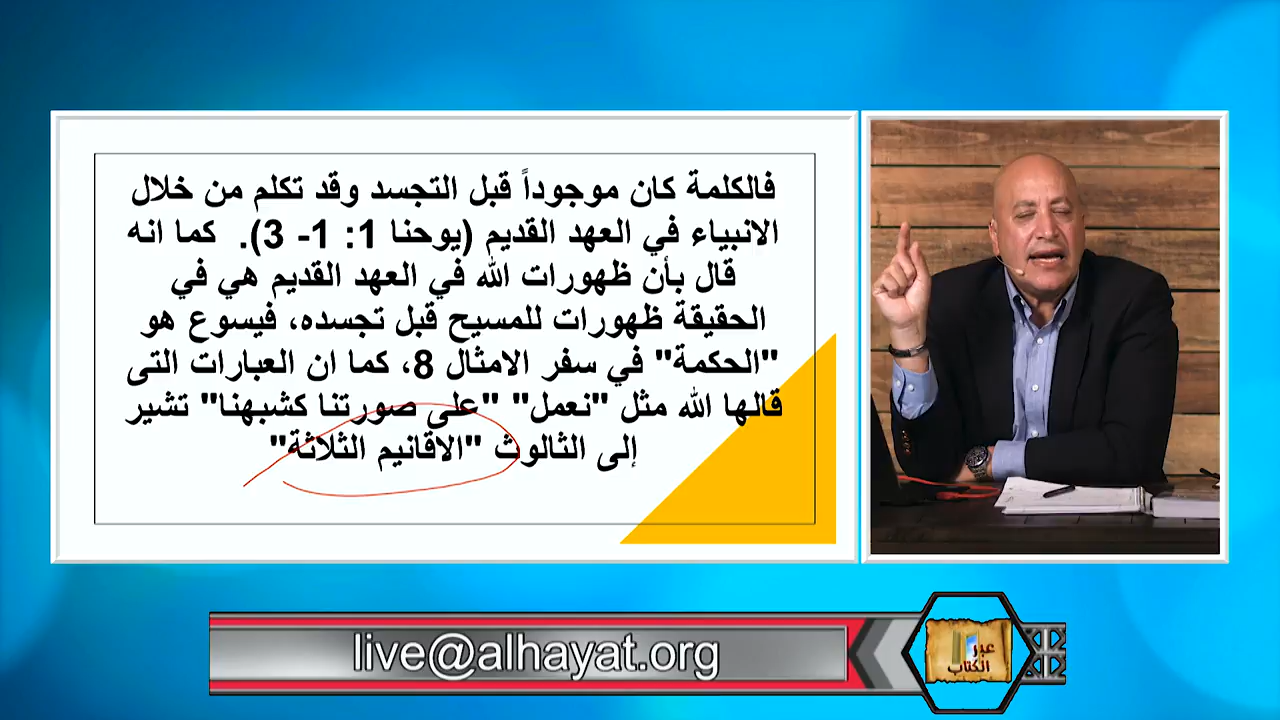 فالكلمة كان موجوداً قبل التجسد وقد تكلم من خلال
الانبياء في العهد القديم (يوحنا 1: 1- 3). كما انه
قال بأن ظهورات الله في العهد القديم هي في
الحقيقة ظهورات للمسيح قبل تجسده، فيسوع هو
"الحكمة" في سفر الامثال 8، كما ان العبارات التى
قالها الله مثل "نعمل" "على صورتنا كشبهنا" تشير
إلى الثالوث "الاقانيم الثلاثة"
live@alhayat.org
عبر
الكتاب